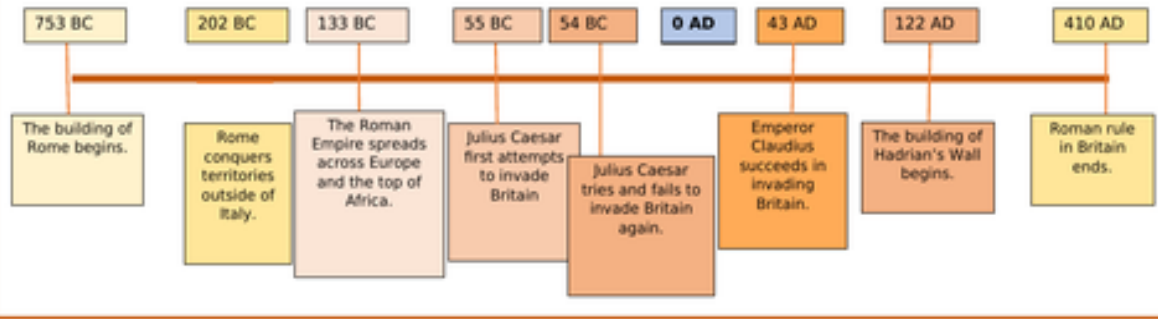 753 BC
202 BC
133 BC
55 BC
54 BC
0 AD
43 AD
122 AD
410 AD
The building of
Rome begins.
Rome
conquers
territories
outside of
Italy.
The Roman
Empire spreads
across Europe
and the top of
Africa.
Julius Caesar
first attempts
to invade
Britain
Julius Caesar
tries and fails to
invade Britain
again.
Emperor
Claudius
succeeds in
invading
Britain.
The building of
Hadrian's Wall
begins.
Roman rule
in Britain
ends.